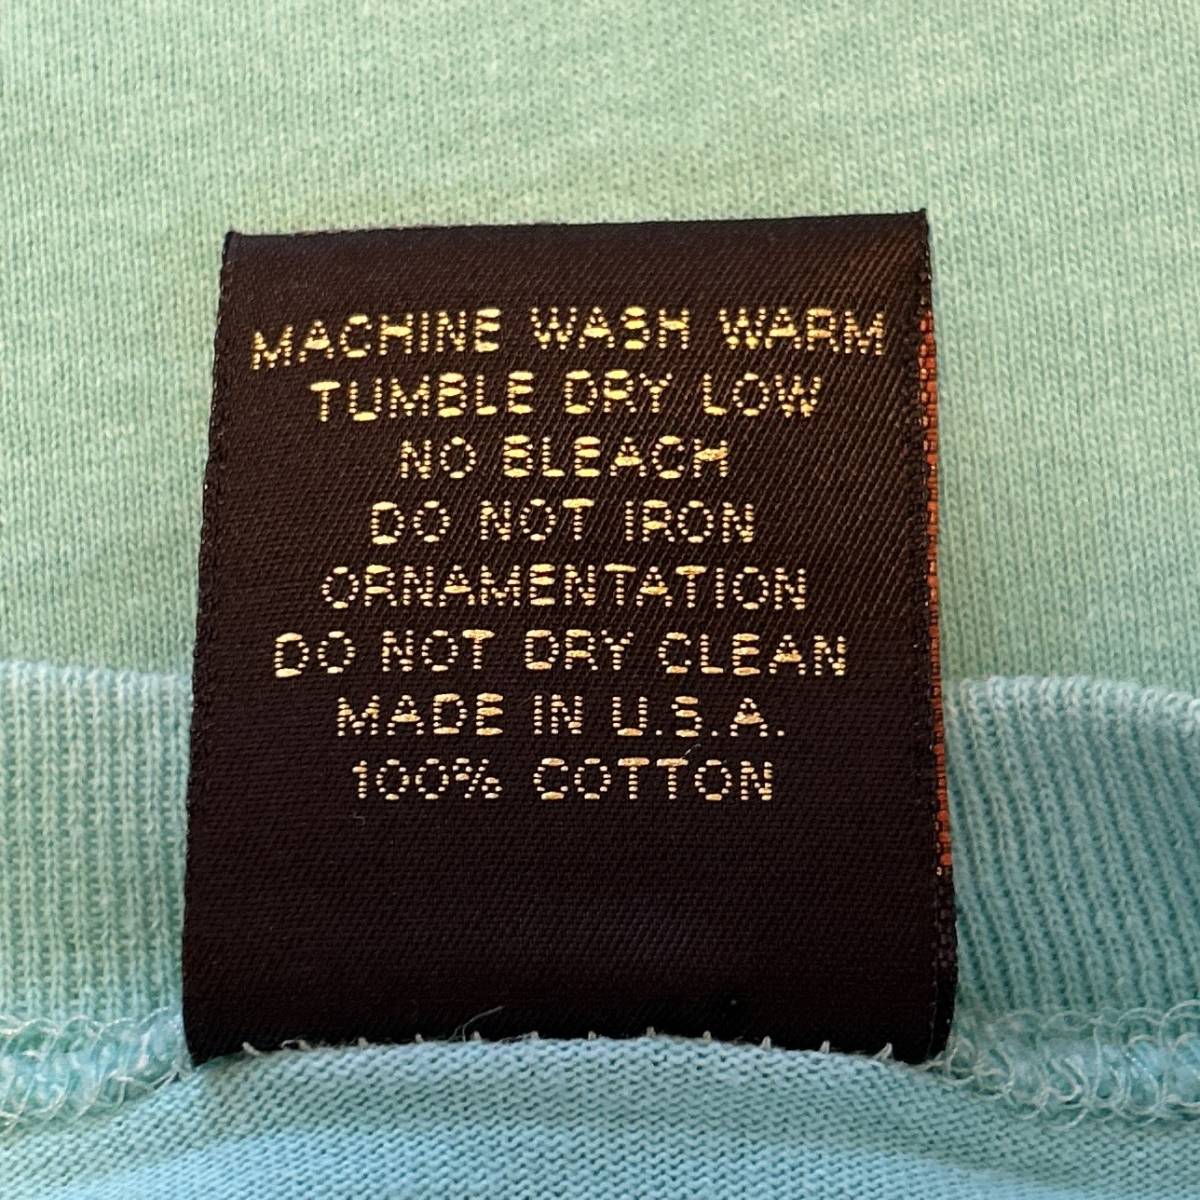 MACHINE WASH WARM
TUMBLE DRY LOW
NO BLEACH
DO NOT IRON
ORNAMENTATION
DO NOT DRY CLEAN
MADE IN U.S.A.
100% COTTON